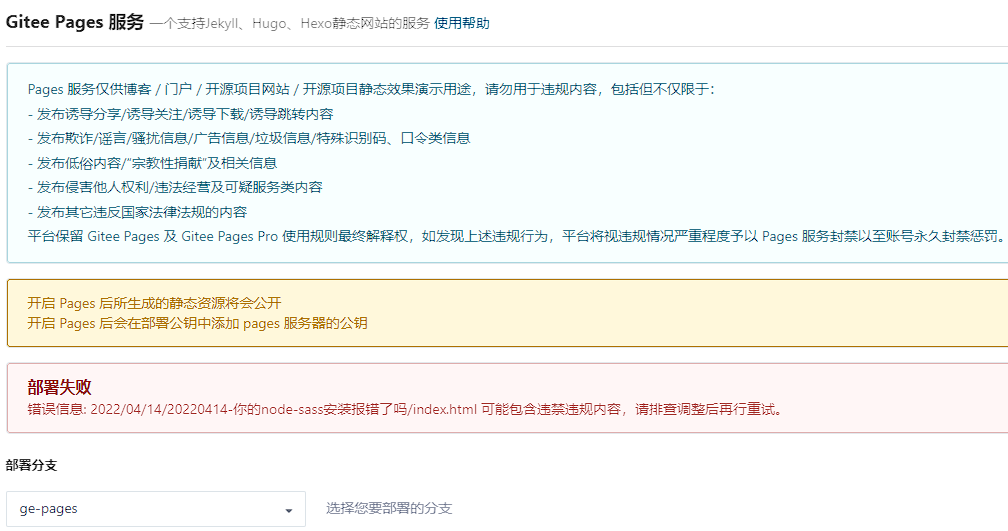 Gitee Pages 服务 一个支持Jekyll、Hugo、Hexo静态网站的服务 使用帮助
Pages 服务仅供博客 / 门户 / 开源项目网站 / 开源项目静态效果演示用途，请勿用于违规内容，包括但不仅限于：
- 发布诱导分享/诱导关注/诱导下载/诱导跳转内容
- 发布欺诈/谣言/骚扰信息/广告信息/垃圾信息/特殊识别码、口令类信息
- 发布低俗内容/“宗教性捐献”及相关信息
- 发布侵害他人权利/违法经营及可疑服务类内容
- 发布其它违反国家法律法规的内容
平台保留 Gitee Pages 及 Gitee Pages Pro 使用规则最终解释权，如发现上述违规行为，平台将视违规情况严重程度予以 Pages 服务封禁以至账号永久封禁惩罚。
开启 Pages 后所生成的静态资源将会公开
开启 Pages 后会在部署公钥中添加 pages 服务器的公钥
部署失败
错误信息: 2022/04/14/20220414-你的node-sass安装报错了吗/index.html 可能包含违禁违规内容，请排查调整后再行重试。
部署分支
ge-pages 选择您要部署的分支